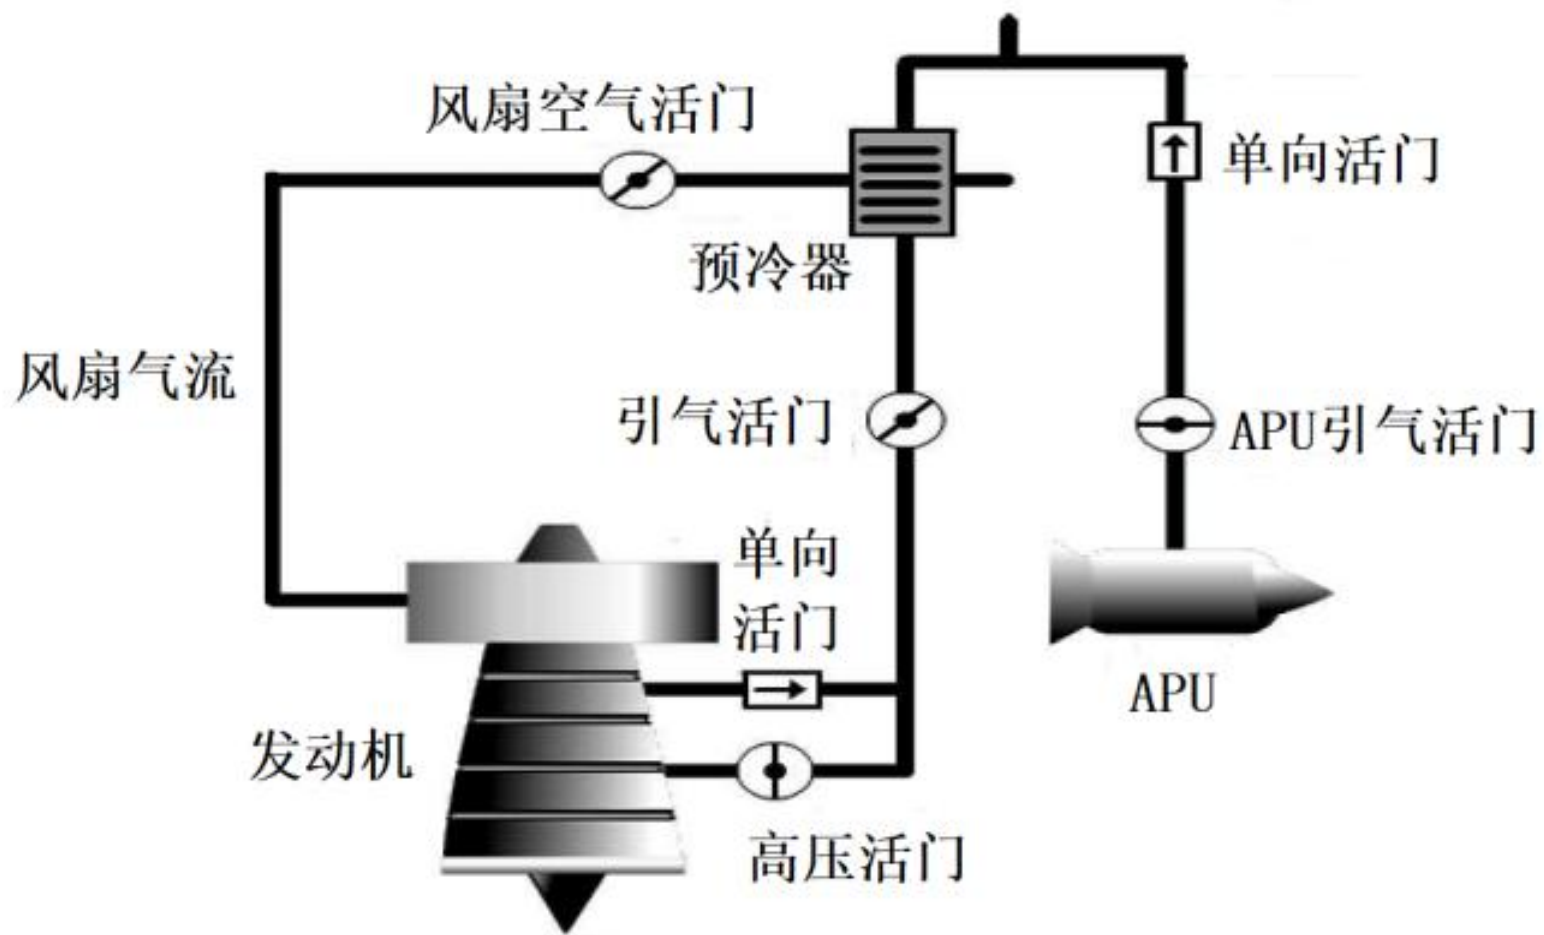 风扇空气活门
单向活门
预冷器
风扇气流
引气活门
APU引气活门
单向
活门
APU
发动机
高压活门